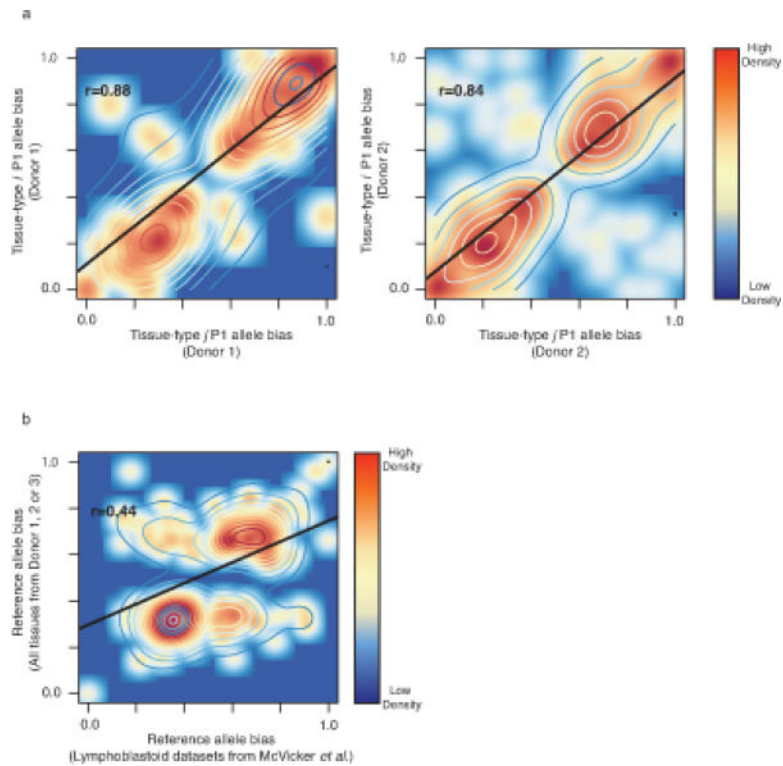 a
1.0
r=0.88
Tissue-type i P1 allele bias
(Donor 1)
0.0
0.0
1.0
Tissue-type j P1 allele bias
(Donor 1)
1.0
r=0.84
Tissue-type i P1 allele bias
(Donor 2)
0.0
0.0
1.0
Tissue-type j P1 allele bias
(Donor 2)
High
Density
Low
Density
b
1.0
r=0.44
Reference allele bias
(All tissues from Donor 1, 2 or 3)
0.0
0.0
1.0
Reference allele bias
(Lymphoblastoid datasets from McVicker et al.)
High
Density
Low
Density